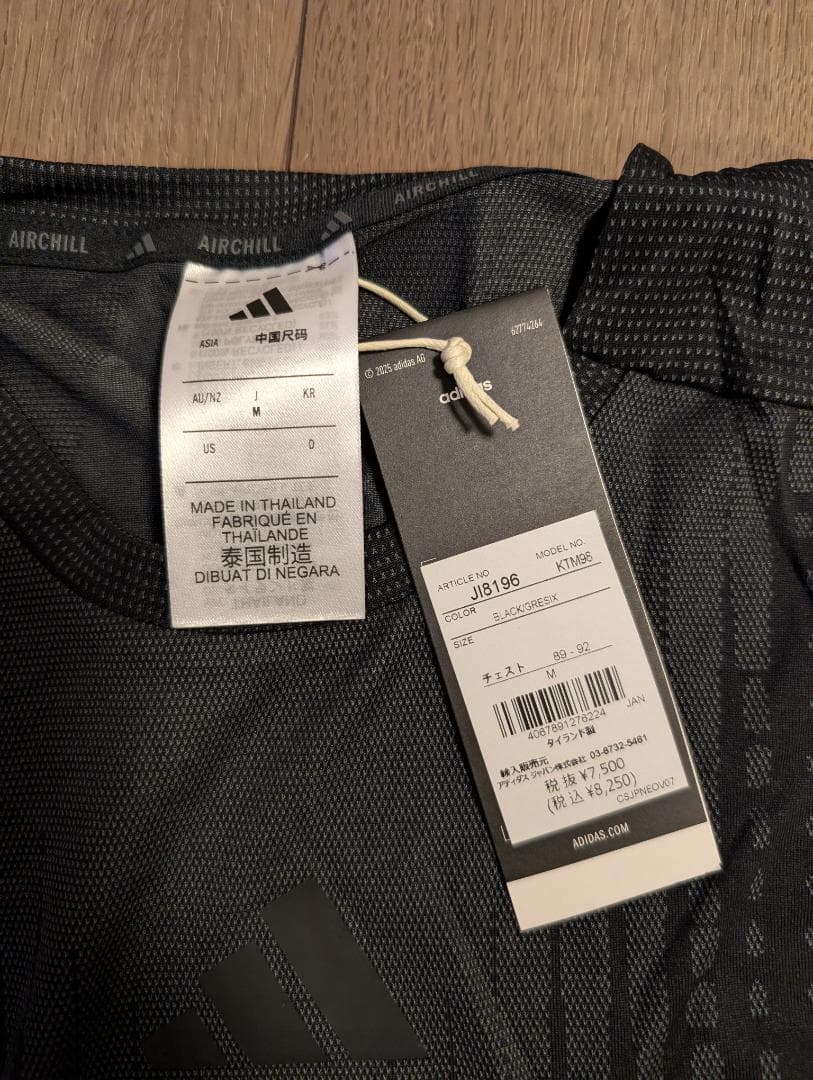 AIRCHILL
AIRCHILL
AIRCHILL
ASIA 中国尺码
AU/NZ J KR
M
US D
MADE IN THAILAND
FABRIQUÉ EN
THAÏLANDE
泰国制造
DIBUAT DI NEGARA
THAILAND
© 2025 adidas AG
62774264
adidas
ARTICLE NO MODEL NO.
JI8196 KTM96
COLOR BLACK/GRESIX
SIZE
チェスト 89 - 92
M
4067891276224 JAN
タイランド製
輸入販売元
アディダス ジャパン株式会社 03-6732-5461
税抜¥7,500
(税込¥8,250)
CSJPNEOV07
ADIDAS.COM